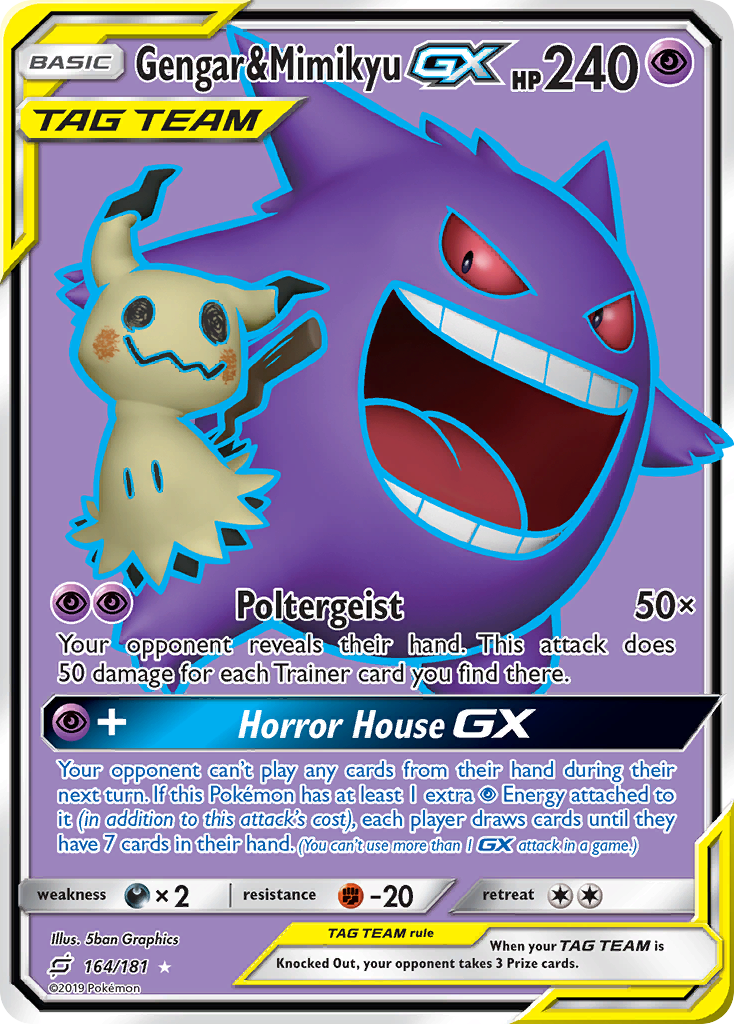 BASIC Gengar&Mimikyu GX HP 240
TAG TEAM
Poltergeist 50×
Your opponent reveals their hand. This attack does
50 damage for each Trainer card you find there.
+ Horror House GX
Your opponent can't play any cards from their hand during their
next turn. If this Pokémon has at least 1 extra Energy attached to
it (in addition to this attack's cost), each player draws cards until they
have 7 cards in their hand. (You can't use more than 1 GX attack in a game.)
weakness ×2 resistance -20 retreat
Illus. 5ban Graphics
164/181
©2019 Pokémon
TAG TEAM rule
When your TAG TEAM is
Knocked Out, your opponent takes 3 Prize cards.